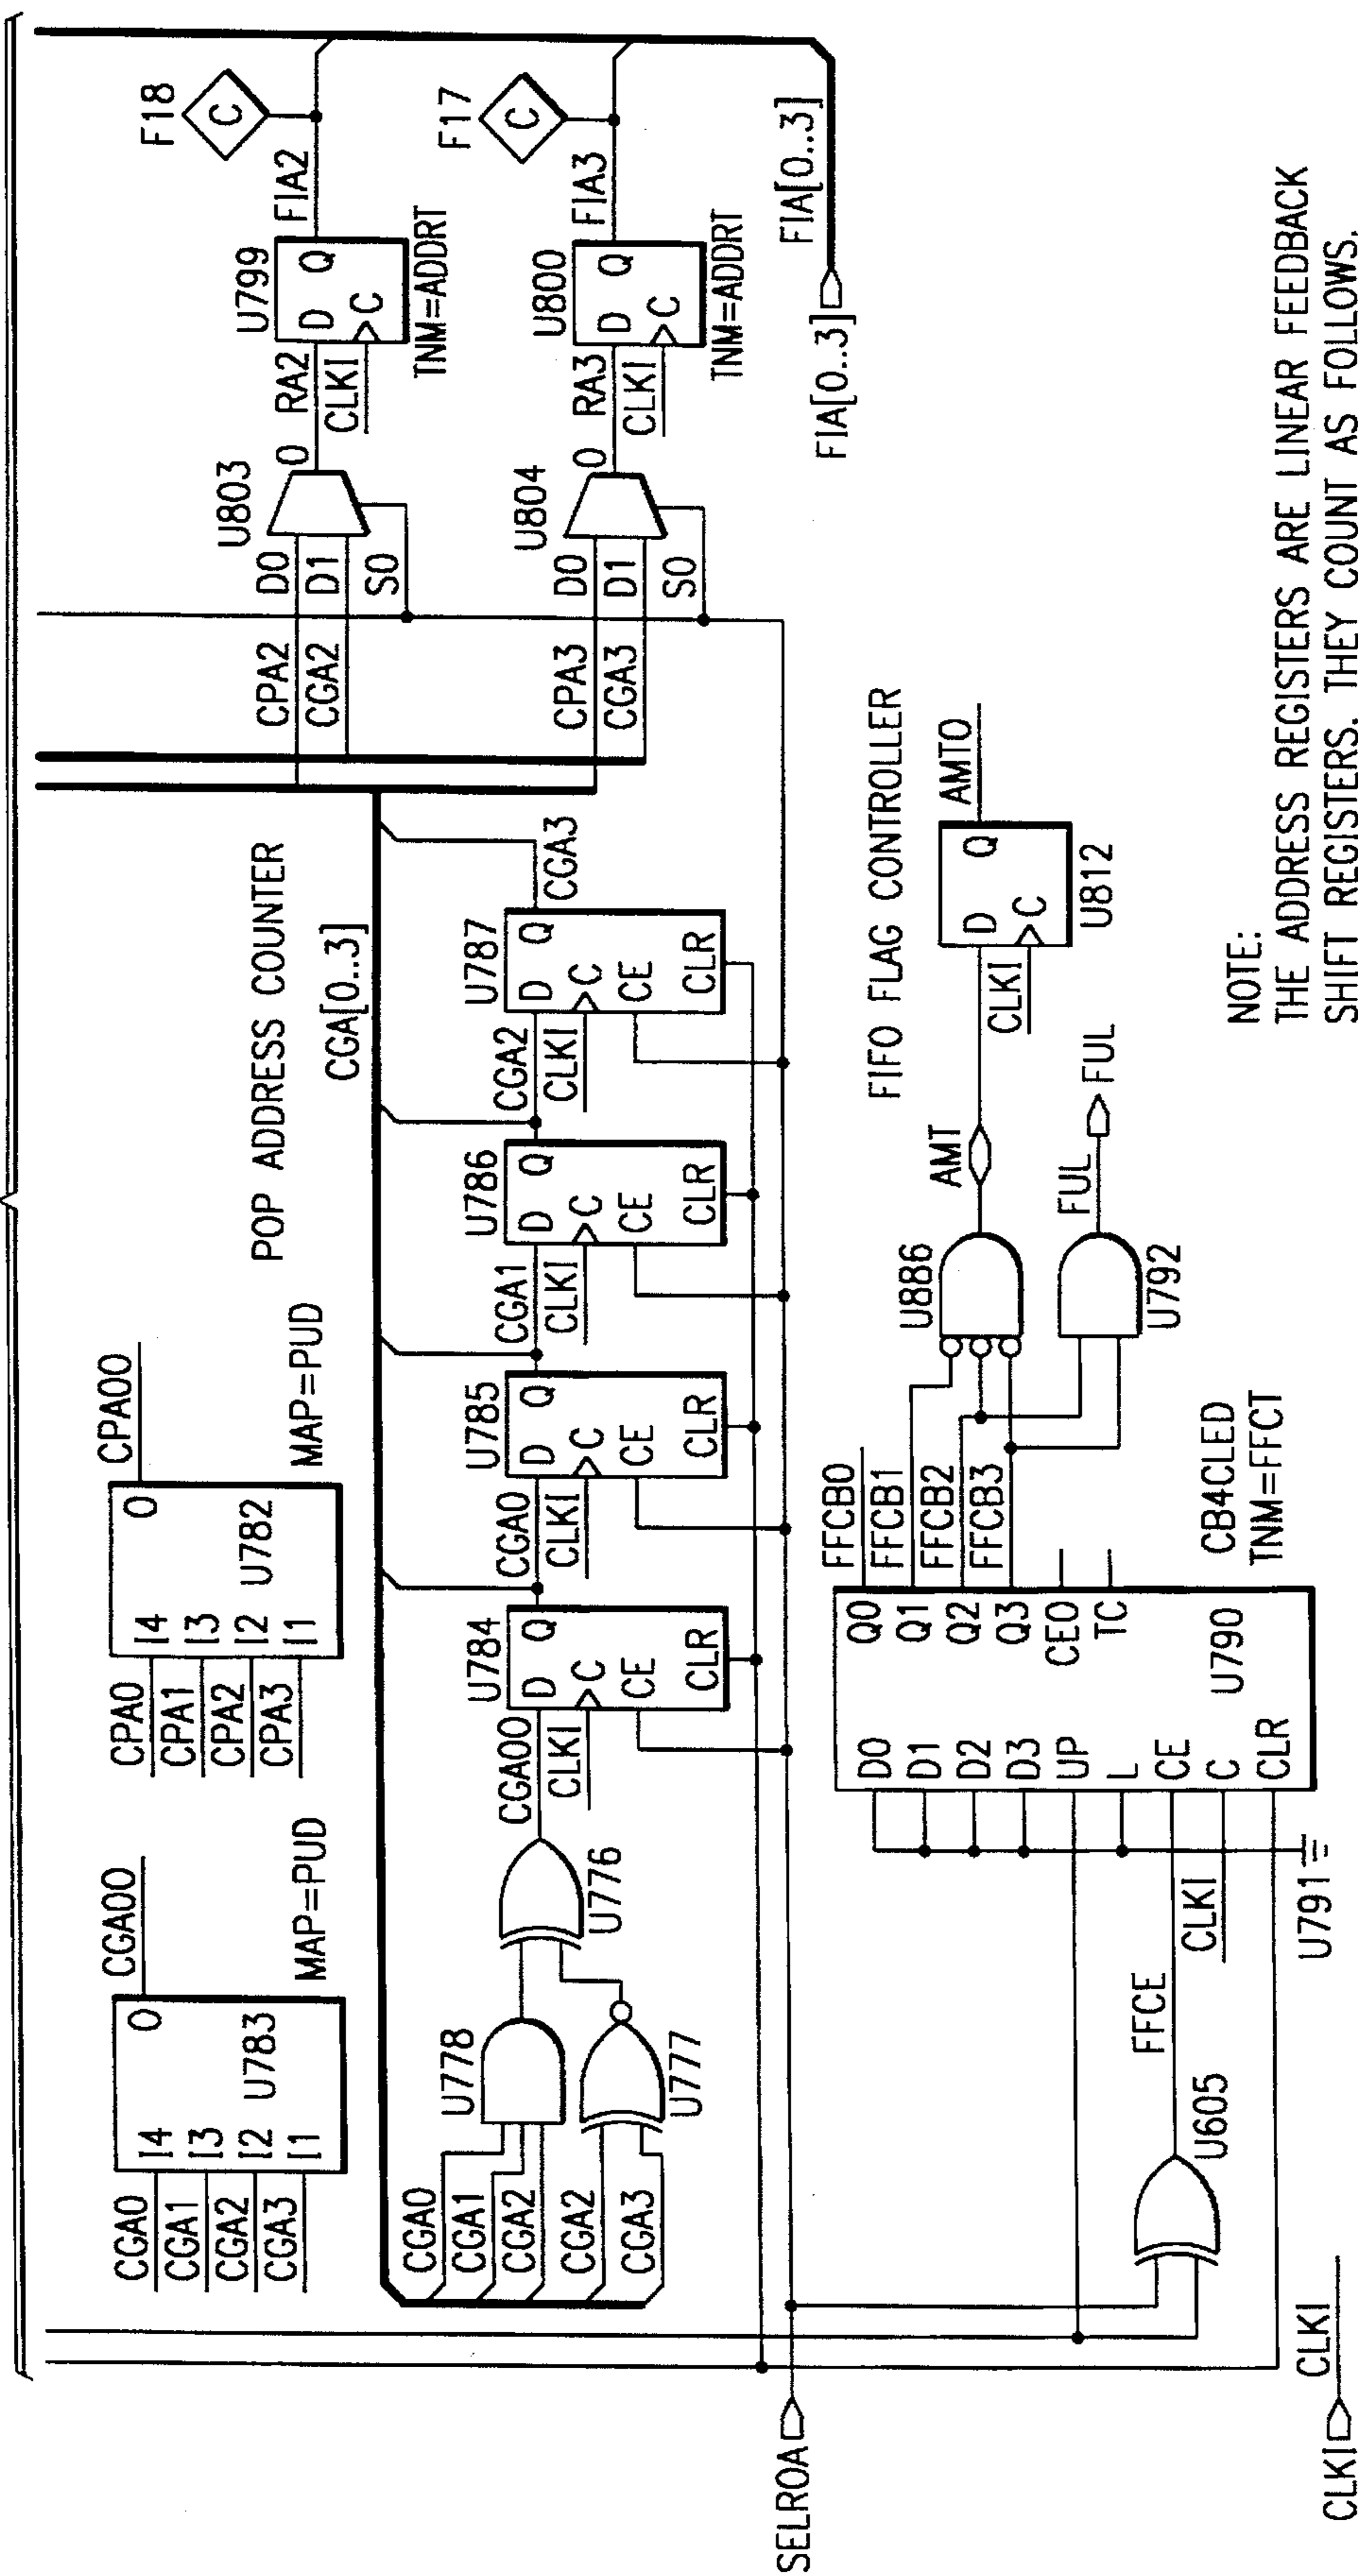 CGA0
CGA1
CGA2
CGA3
I4
I3
I2
I1
O
U783
CGA00
MAP=PUD
CPA0
CPA1
CPA2
CPA3
I4
I3
I2
I1
O
U782
CPA00
MAP=PUD
POP ADDRESS COUNTER
CGA[0..3]
CGA0
CGA1
CGA2
CGA2
CGA3
U778
U777
U776
CGA00
CLKI
U784
D Q
C
CE
CLR
CGA0
CLKI
U785
D Q
C
CE
CLR
CGA1
CLKI
U786
D Q
C
CE
CLR
CGA2
CLKI
U787
D Q
C
CE
CLR
CGA3
CPA2
CGA2
D0
D1
S0
U803
O
RA2
CLKI
U799
D Q
C
TNM=ADDRT
FIA2
F18
C
CPA3
CGA3
D0
D1
S0
U804
O
RA3
CLKI
U800
D Q
C
TNM=ADDRT
FIA3
F17
C
FIA[0..3]
FIA[0..3]
SELROA
FIFO FLAG CONTROLLER
U605
FFCE
CLKI
U791
D0
D1
D2
D3
UP
L
CE
C
CLR
Q0
Q1
Q2
Q3
CEO
TC
U790
CB4CLED
TNM=FFCT
FFCB0
FFCB1
FFCB2
FFCB3
U886
AMT
U792
FUL
FUL
CLKI
D Q
C
U812
AMTO
CLKI
CLKI
NOTE:
THE ADDRESS REGISTERS ARE LINEAR FEEDBACK
SHIFT REGISTERS. THEY COUNT AS FOLLOWS.